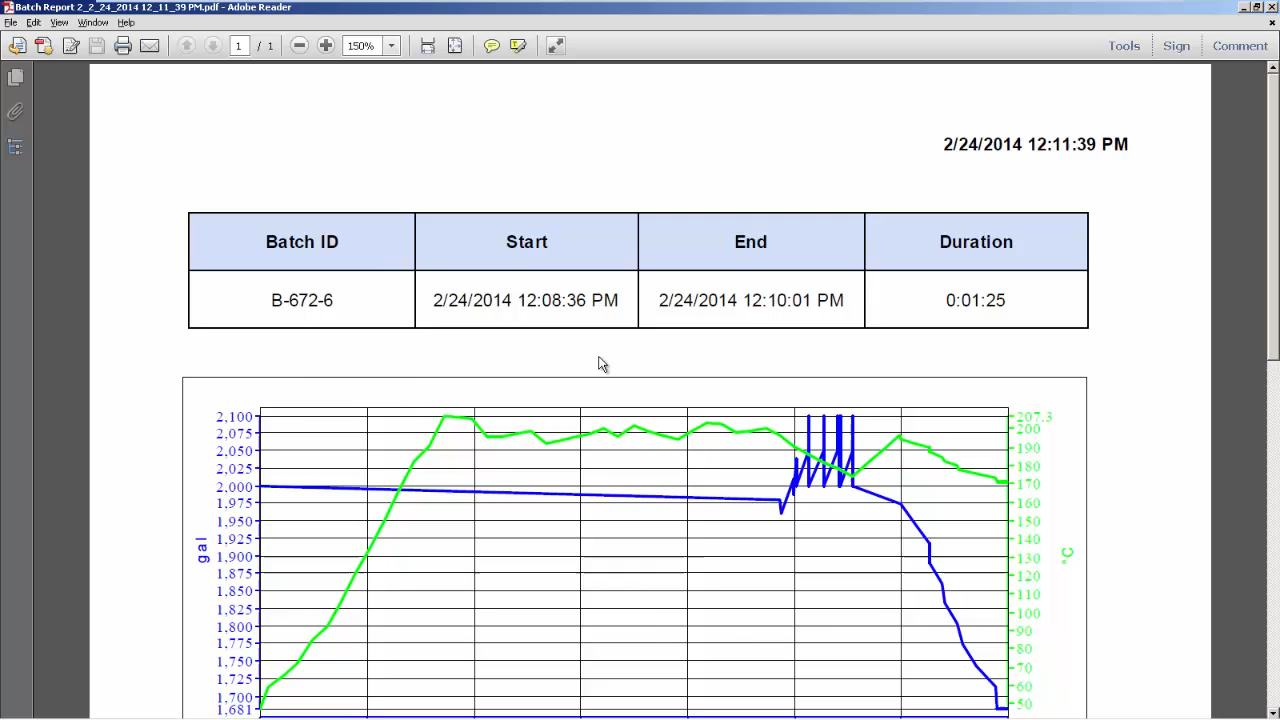 Batch Report 2_2_24_2014 12_11_39 PM.pdf - Adobe Reader
File Edit View Window Help
1 / 1 150% Tools Sign Comment
2/24/2014 12:11:39 PM
Batch ID Start End Duration
B-672-6 2/24/2014 12:08:36 PM 2/24/2014 12:10:01 PM 0:01:25
2,100 207.3
2,075 200
2,050 190
2,025 180
2,000 170
1,975 160
1,950 150
1,925 140
1,900 130
1,875 120
1,850 110
1,825 100
1,800 90
1,775 80
1,750 70
1,725 60
1,700 50
1,681
gal
°C